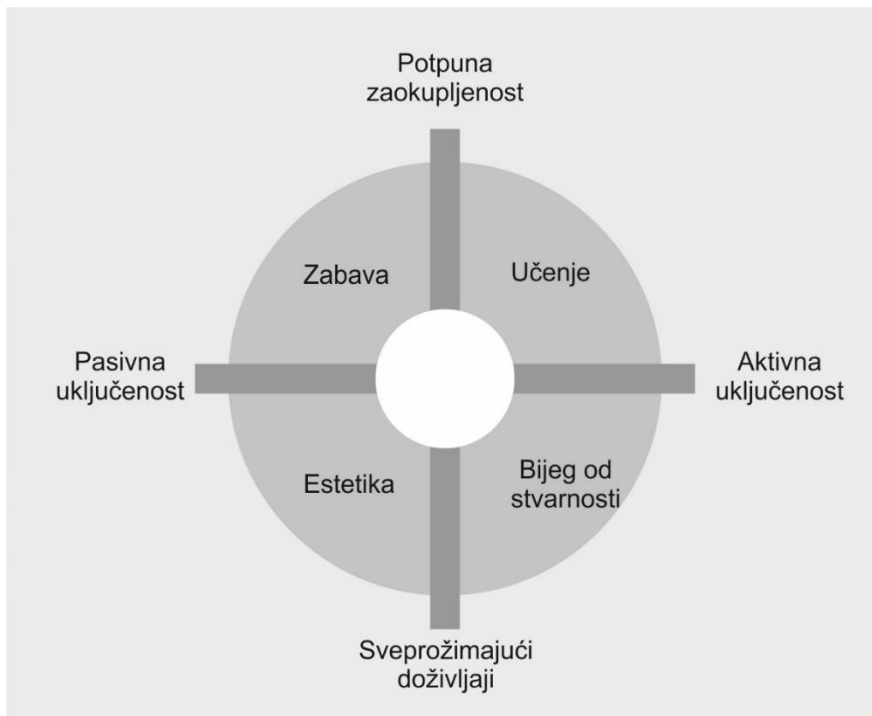 Potpuna
zaokupljenost
Zabava
Učenje
Pasivna
uključenost
Aktivna
uključenost
Estetika
Bijeg od
stvarnosti
Sveprožimajući
doživljaji